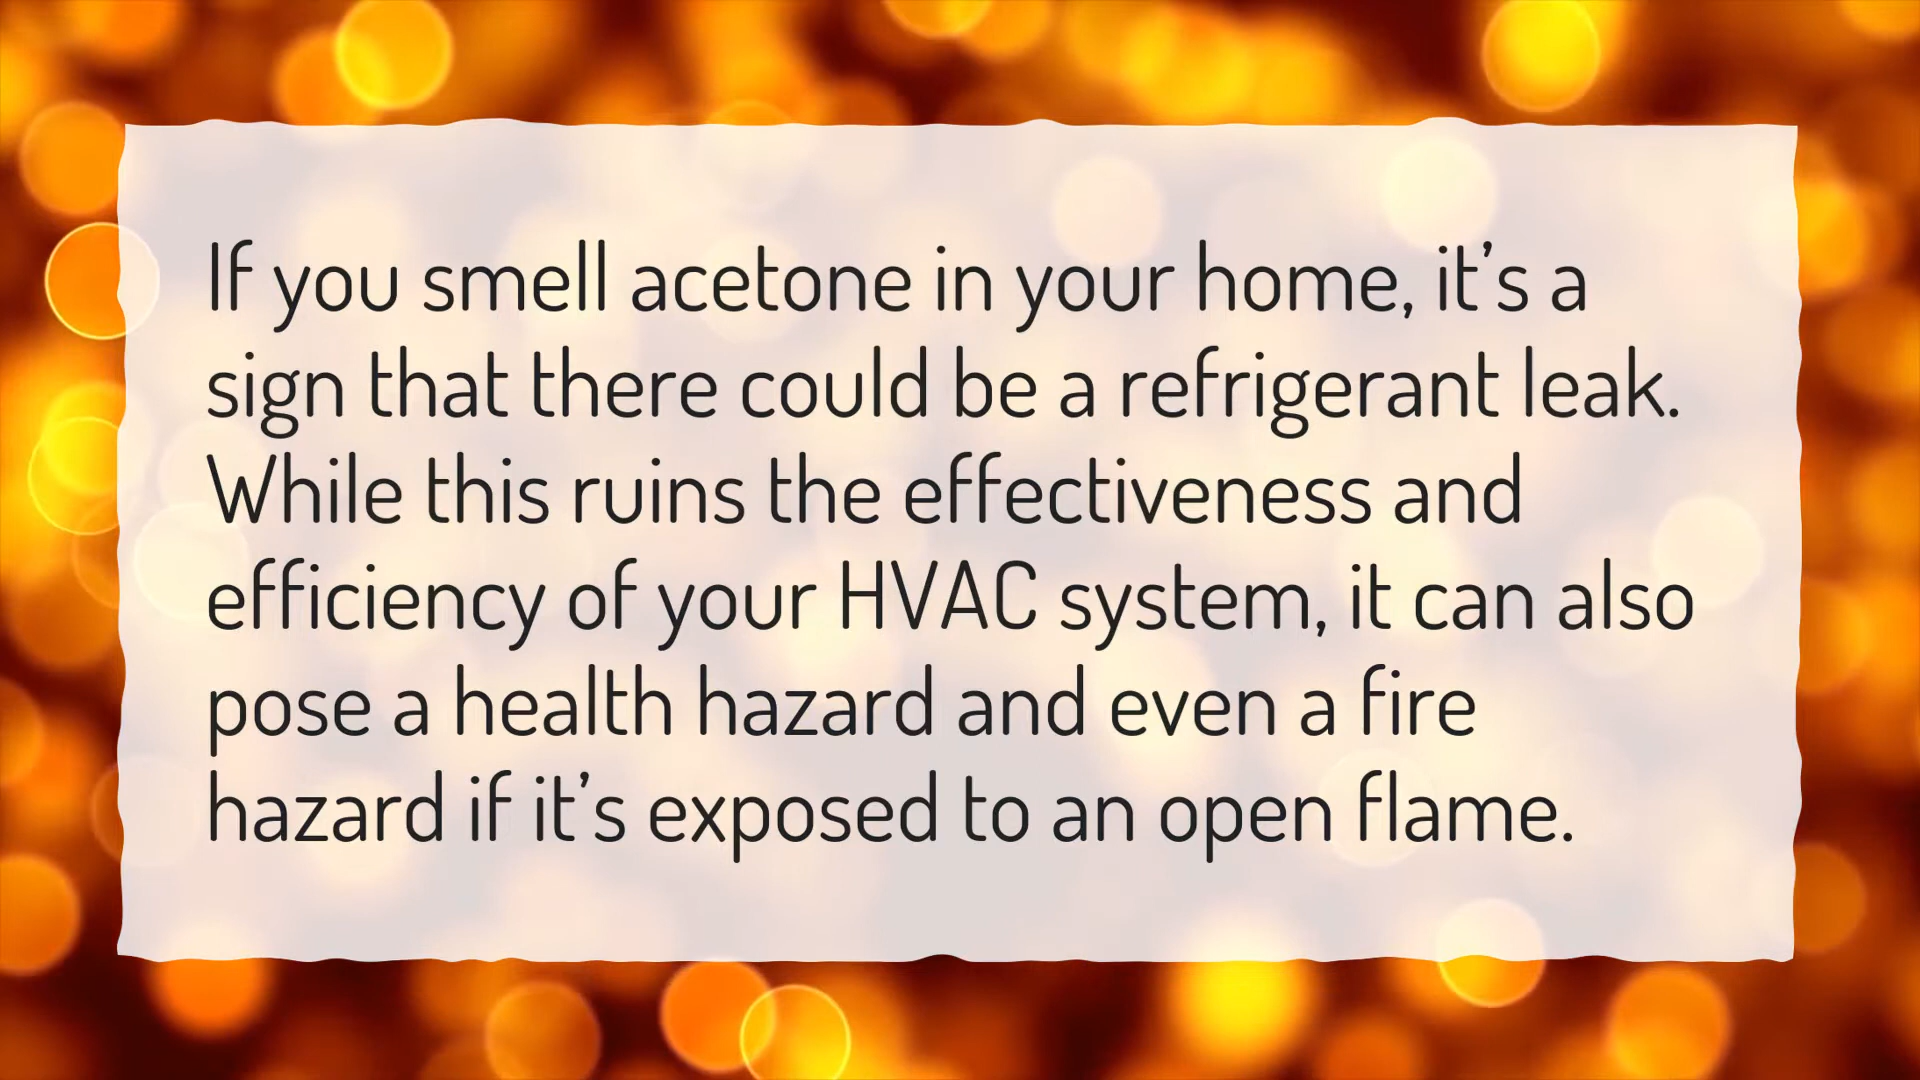 If you smell acetone in your home, it’s a
sign that there could be a refrigerant leak.
While this ruins the effectiveness and
efficiency of your HVAC system, it can also
pose a health hazard and even a fire
hazard if it’s exposed to an open flame.